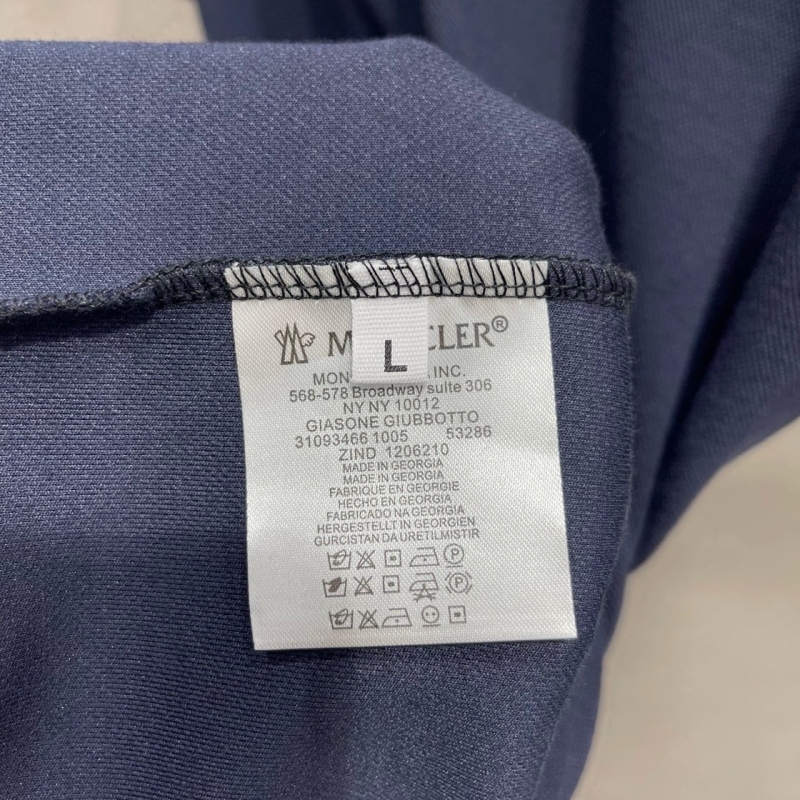 M CLER®
L
MON INC.
568-578 Broadway suite 306
NY NY 10012
GIASONE GIUBBOTTO
31093466 1005 53286
ZIND 1206210
MADE IN GEORGIA
MADE IN GEORGIA
FABRIQUE EN GEORGIE
HECHO EN GEORGIA
FABRICADO NA GEORGIA
HERGESTELLT IN GEORGIEN
GURCISTAN DA URETILMISTIR
P
P